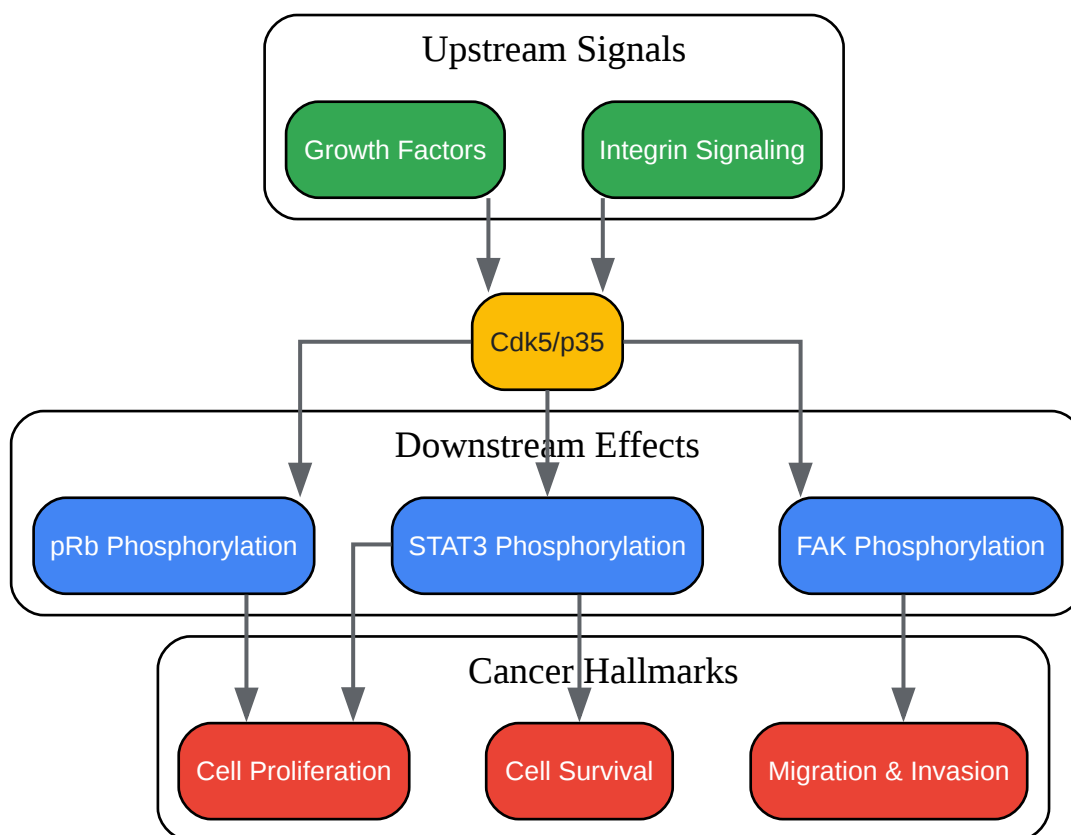 Upstream Signals
Growth Factors
Integrin Signaling
Cdk5/p35
Downstream Effects
pRb Phosphorylation
STAT3 Phosphorylation
FAK Phosphorylation
Cancer Hallmarks
Cell Proliferation
Cell Survival
Migration & Invasion